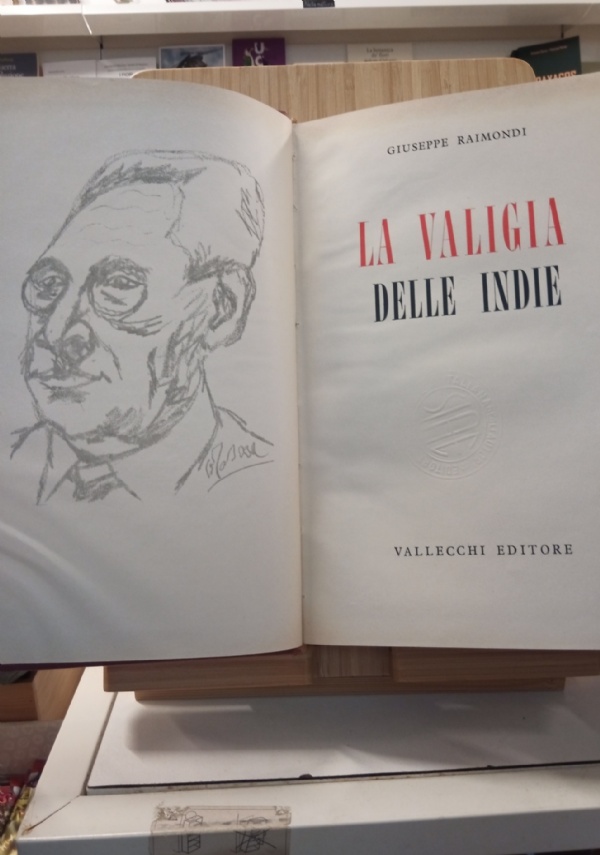 GIUSEPPE RAIMONDI
LA VALIGIA
DELLE INDIE
VALLECCHI EDITORE